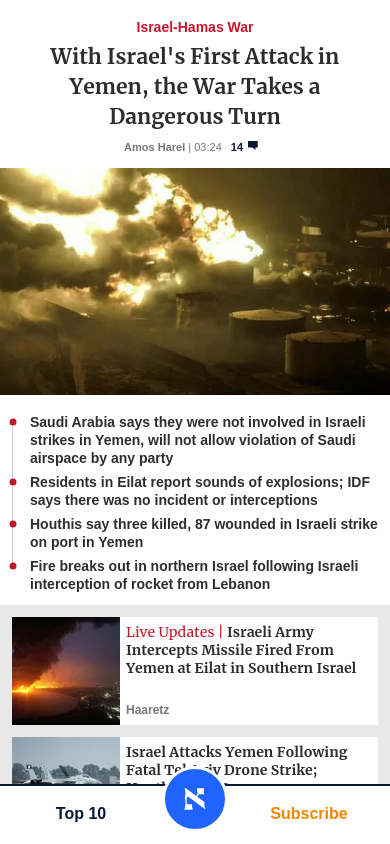 Israel-Hamas War
With Israel's First Attack in
Yemen, the War Takes a
Dangerous Turn
Amos Harel | 03:24 14
Saudi Arabia says they were not involved in Israeli
strikes in Yemen, will not allow violation of Saudi
airspace by any party
Residents in Eilat report sounds of explosions; IDF
says there was no incident or interceptions
Houthis say three killed, 87 wounded in Israeli strike
on port in Yemen
Fire breaks out in northern Israel following Israeli
interception of rocket from Lebanon
Live Updates | Israeli Army
Intercepts Missile Fired From
Yemen at Eilat in Southern Israel
Haaretz
Israel Attacks Yemen Following
Fatal Tel Aviv Drone Strike;
Top 10
Subscribe